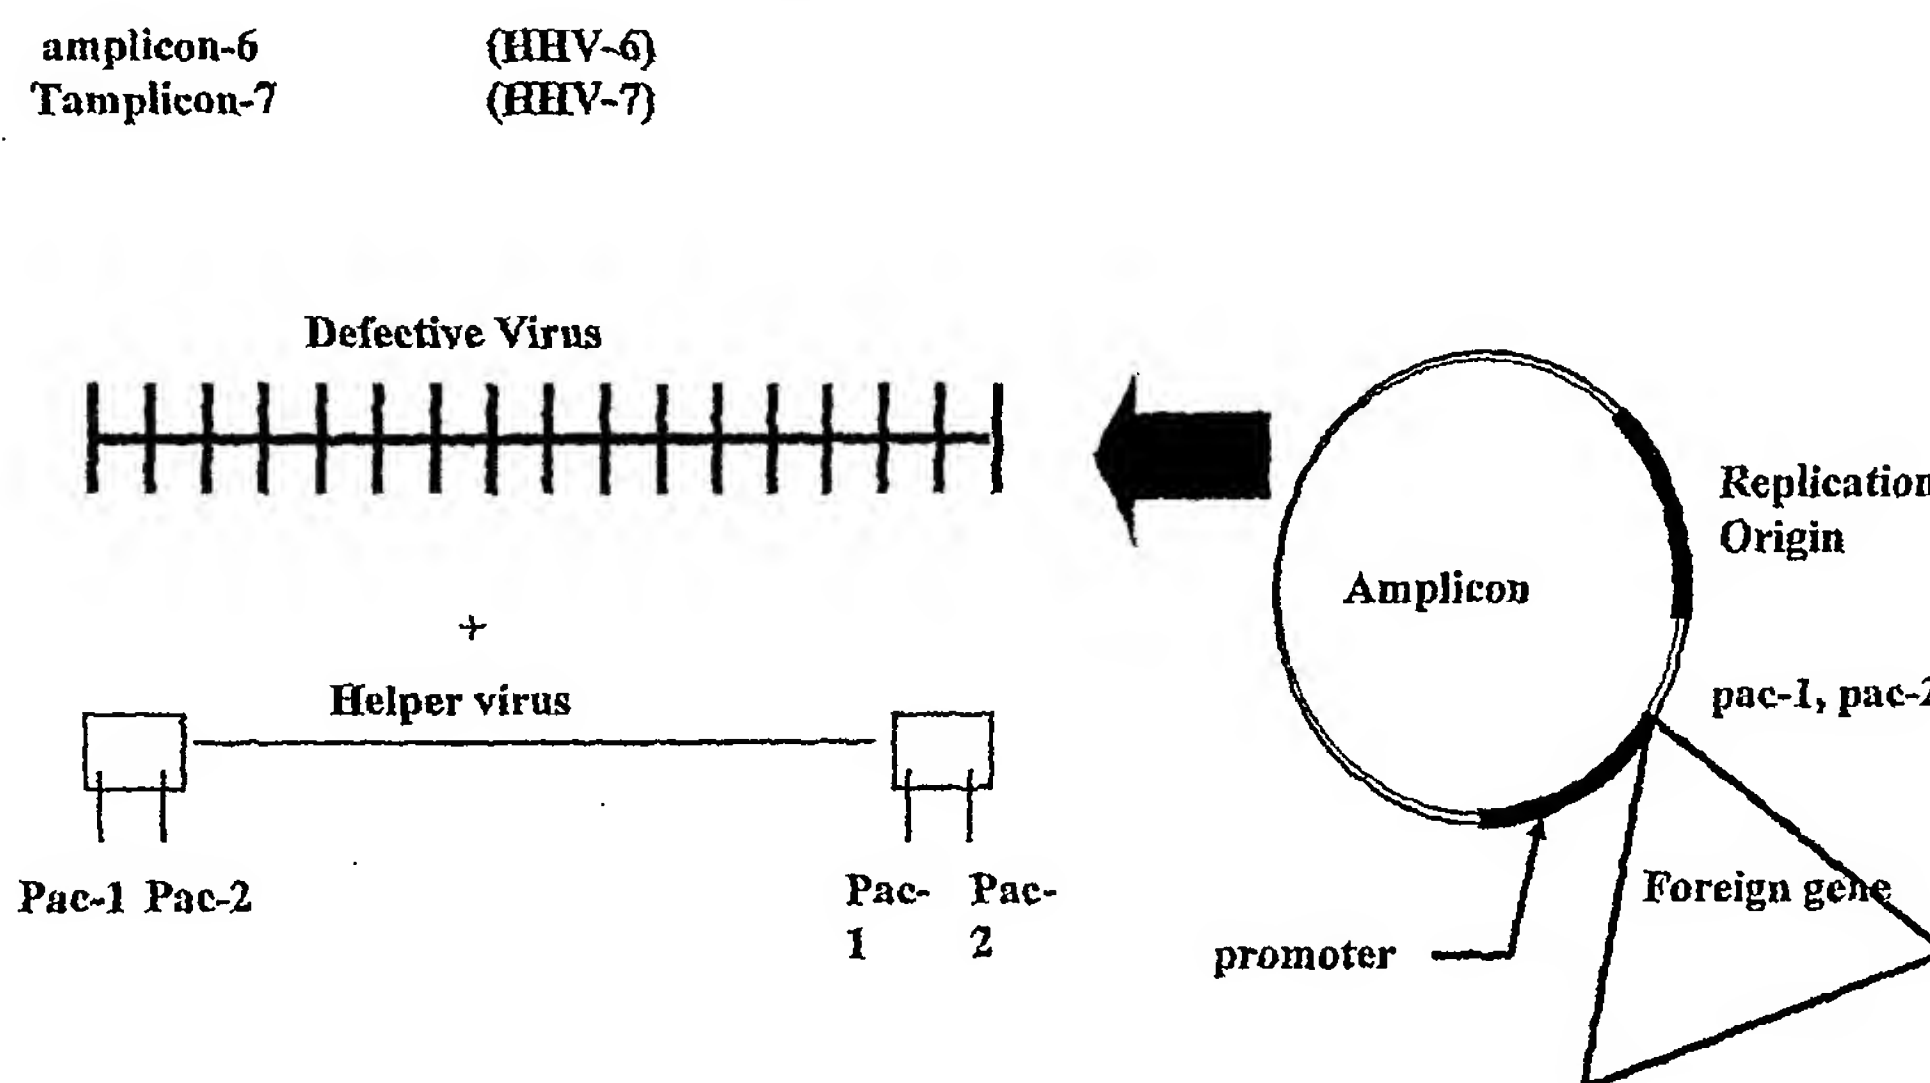 amplicon-6 (HHV-6)
Tamplicon-7 (HHV-7)
Defective Virus
Replication
Origin
Amplicon
+
Helper virus
pac-1, pac-2
Pac-1 Pac-2
Pac-
1
Pac-
2
Foreign gene
promoter